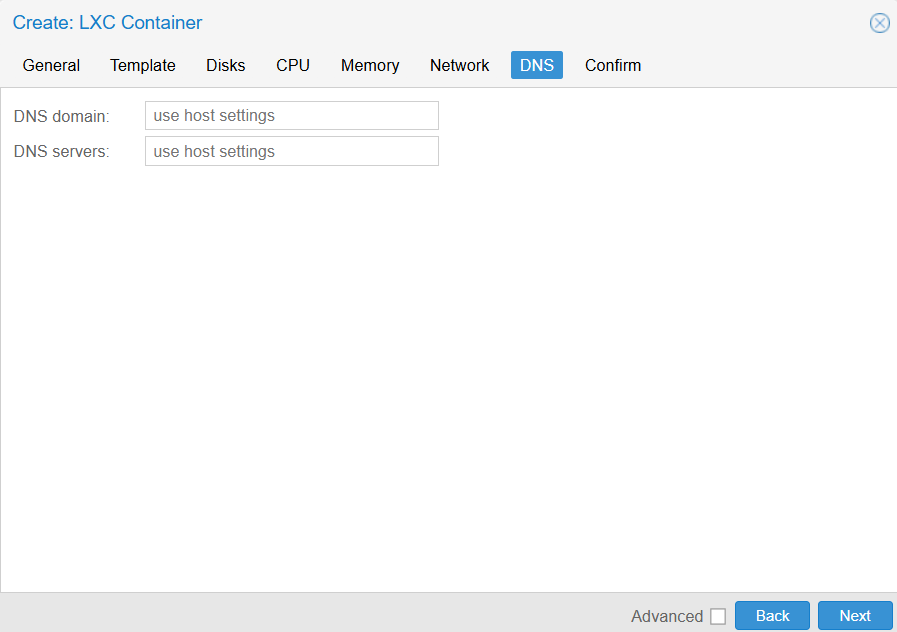 Create: LXC Container
General Template Disks CPU Memory Network DNS Confirm
DNS domain: use host settings
DNS servers: use host settings
Advanced Back Next